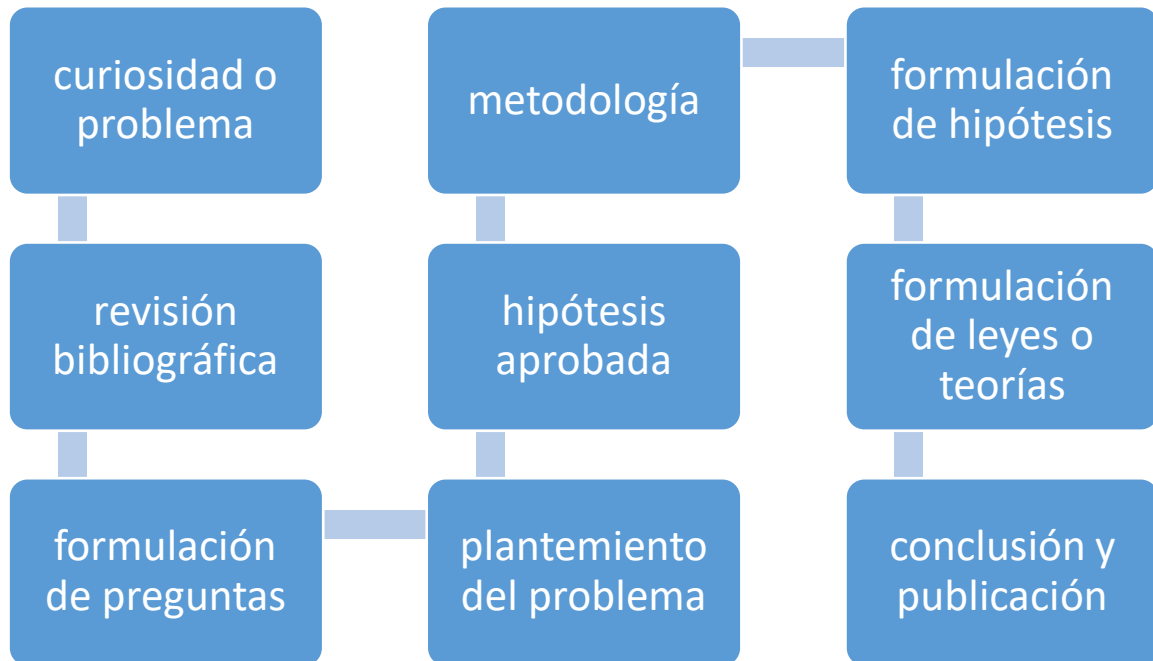 curiosidad o
problema
revisión
bibliográfica
formulación
de preguntas
plantemiento
del problema
hipótesis
aprobada
metodología
formulación
de hipótesis
formulación
de leyes o
teorías
conclusión y
publicación